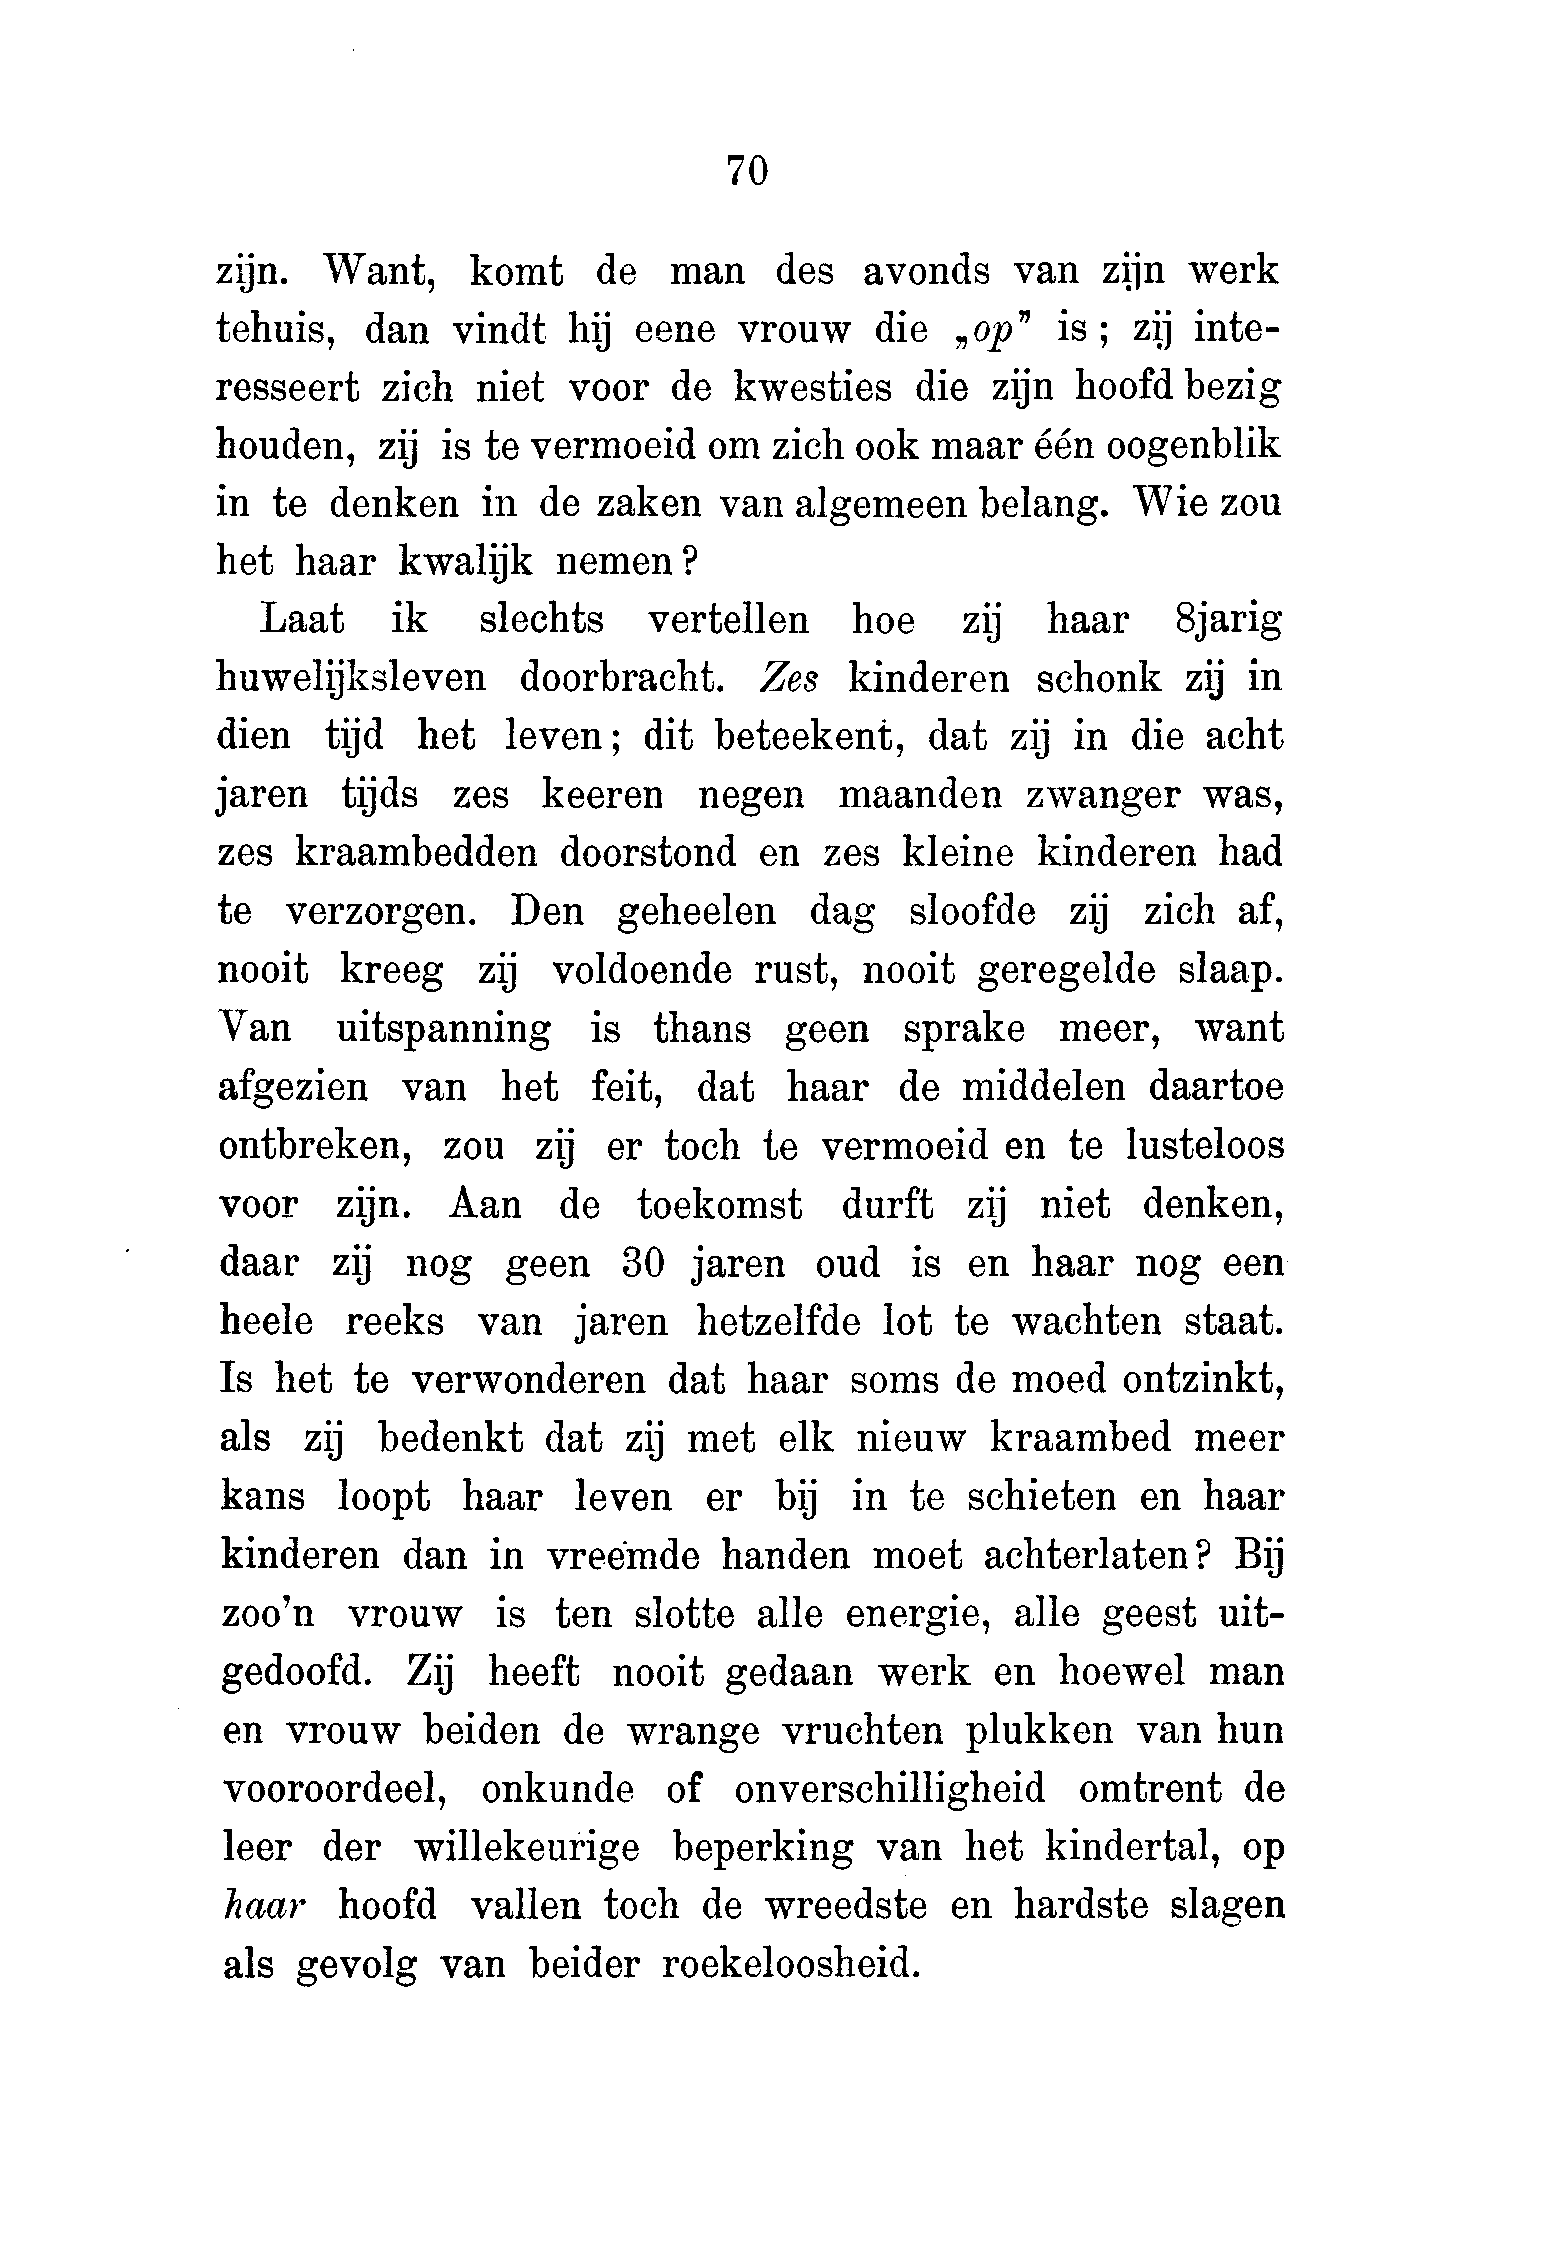 70
zijn. Want, komt de man des avonds van zijn werk
tehuis, dan vindt hij eene vrouw die „op” is; zij inte-
resseert zich niet voor de kwesties die zijn hoofd bezig
houden, zij is te vermoeid om zich ook maar één oogenblik
in te denken in de zaken van algemeen belang. Wie zou
het haar kwalijk nemen?
Laat ik slechts vertellen hoe zij haar 8jarig
huwelijksleven doorbracht. Zes kinderen schonk zij in
dien tijd het leven; dit beteekent, dat zij in die acht
jaren tijds zes keeren negen maanden zwanger was,
zes kraambedden doorstond en zes kleine kinderen had
te verzorgen. Den geheelen dag sloofde zij zich af,
nooit kreeg zij voldoende rust, nooit geregelde slaap.
Van uitspanning is thans geen sprake meer, want
afgezien van het feit, dat haar de middelen daartoe
ontbreken, zou zij er toch te vermoeid en te lusteloos
voor zijn. Aan de toekomst durft zij niet denken,
daar zij nog geen 30 jaren oud is en haar nog een
heele reeks van jaren hetzelfde lot te wachten staat.
Is het te verwonderen dat haar soms de moed ontzinkt,
als zij bedenkt dat zij met elk nieuw kraambed meer
kans loopt haar leven er bij in te schieten en haar
kinderen dan in vreemde handen moet achterlaten? Bij
zoo'n vrouw is ten slotte alle energie, alle geest uit-
gedoofd. Zij heeft nooit gedaan werk en hoewel man
en vrouw beiden de wrange vruchten plukken van hun
vooroordeel, onkunde of onverschilligheid omtrent de
leer der willekeurige beperking van het kindertal, op
haar hoofd vallen toch de wreedste en hardste slagen
als gevolg van beider roekeloosheid.